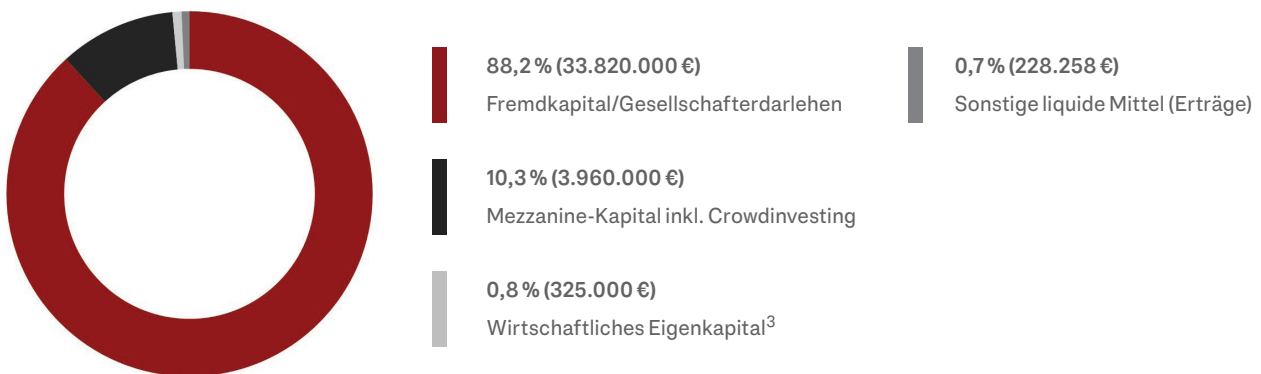 88,2 % (33.820.000 €)
Fremdkapital/Gesellschafterdarlehen
10,3 % (3.960.000 €)
Mezzanine-Kapital inkl. Crowdinvesting
0,8 % (325.000 €)
Wirtschaftliches Eigenkapital³
0,7 % (228.258 €)
Sonstige liquide Mittel (Erträge)